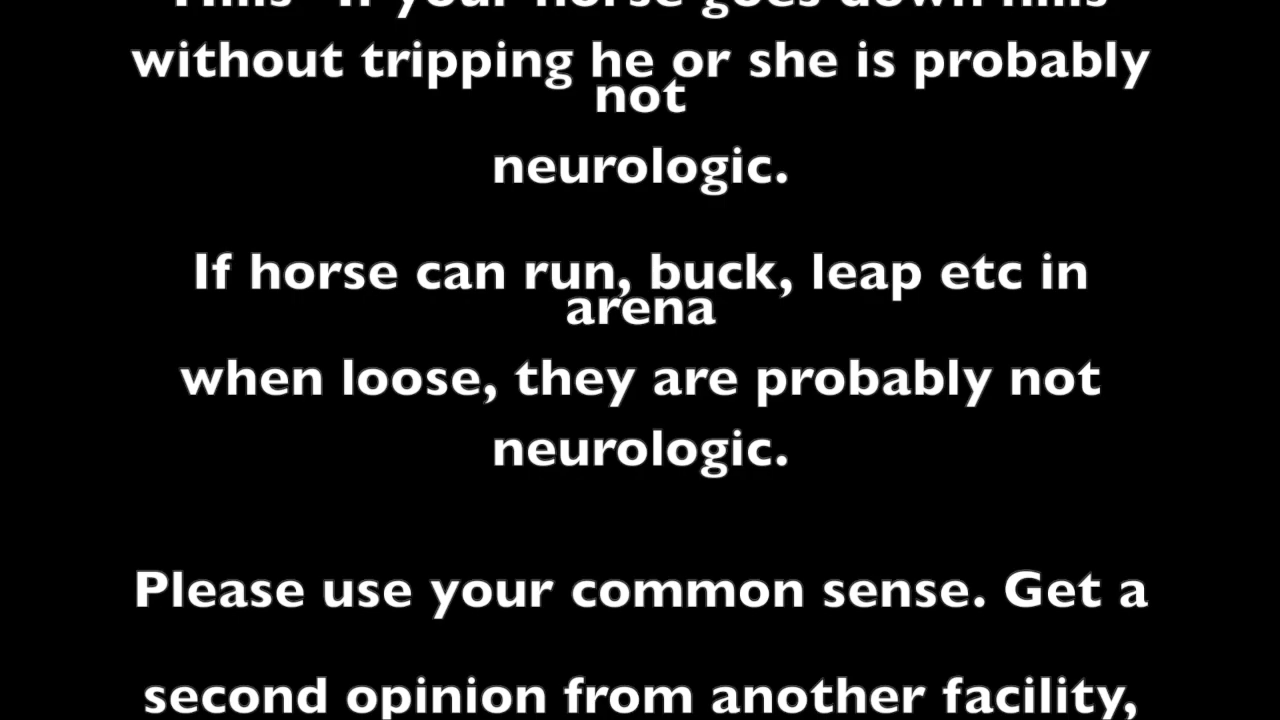 Hills - If your horse goes down hills
without tripping he or she is probably
not
neurologic.
If horse can run, buck, leap etc in
arena
when loose, they are probably not
neurologic.
Please use your common sense. Get a
second opinion from another facility,